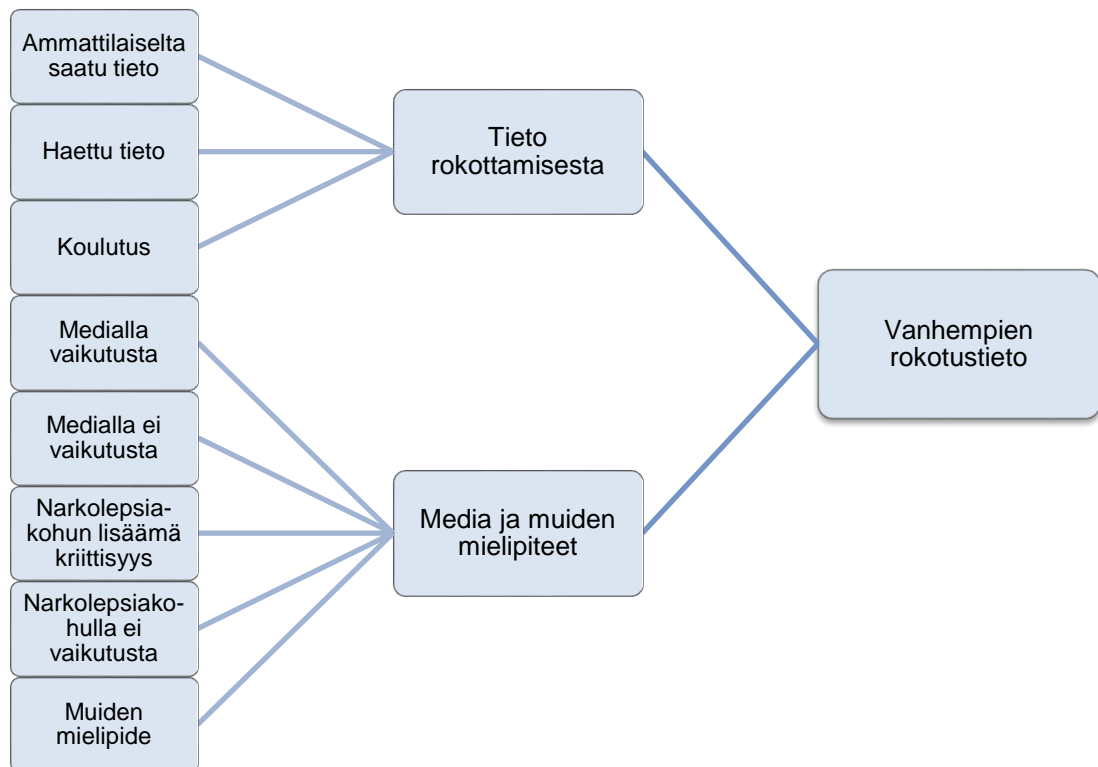 Ammattilaiselta
saatu tieto
Haettu tieto
Koulutus
Medialla
vaikutusta
Medialla ei
vaikutusta
Narkolepsia-
kohun lisäämä
kriittisyys
Narkolepsiako-
hulla ei
vaikutusta
Muiden
mielipide
Tieto
rokottamisesta
Media ja muiden
mielipiteet
Vanhempien
rokotustieto